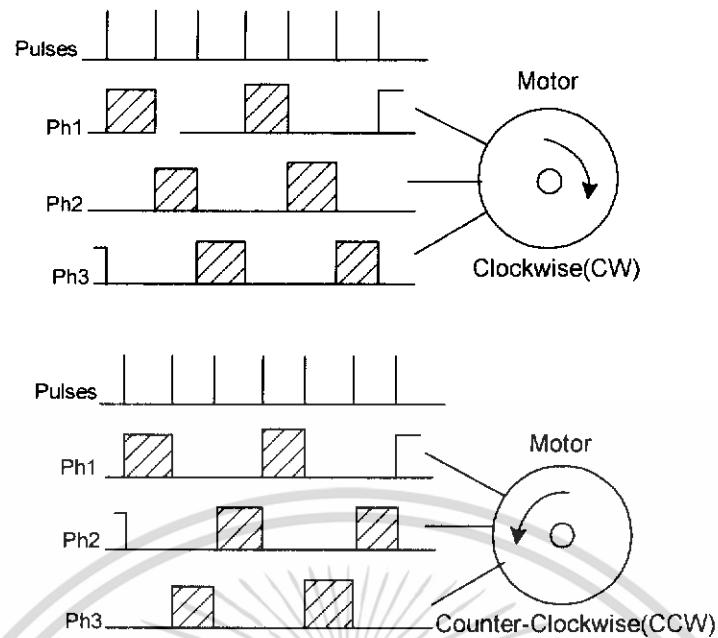 Pulses
Motor
Ph1
Ph2
Ph3
Clockwise(CW)
Pulses
Motor
Ph1
Ph2
Ph3
Counter-Clockwise(CCW)